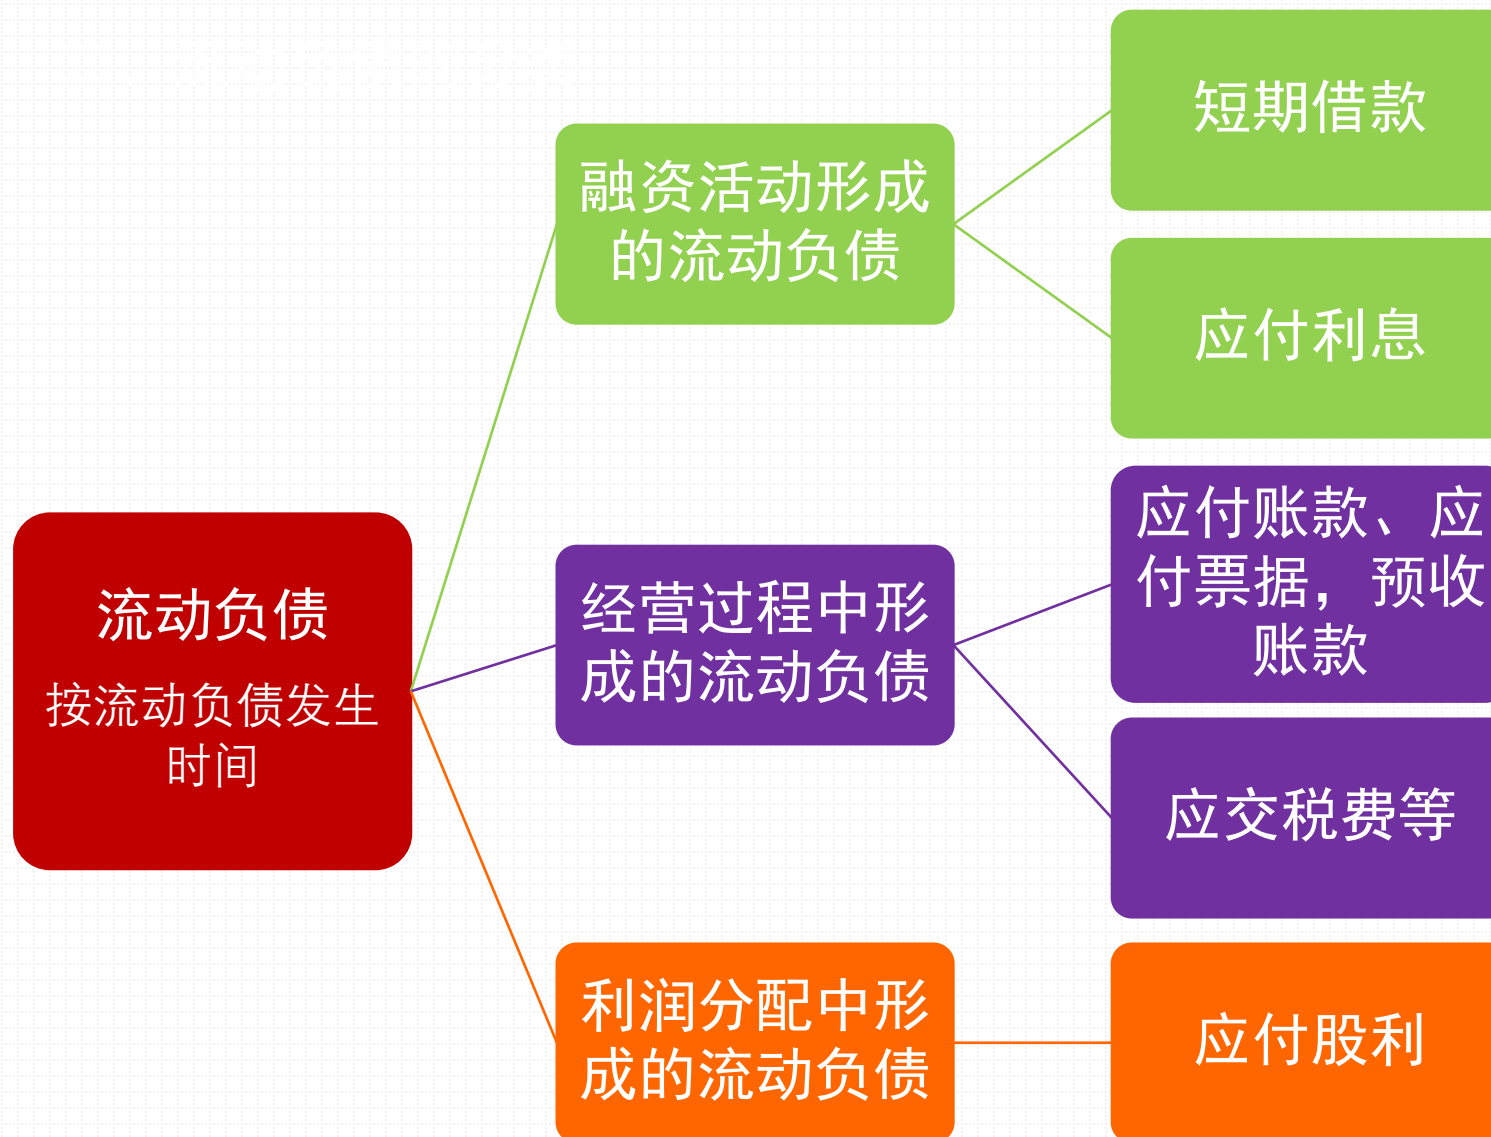 流动负债
按流动负债发生
时间
融资活动形成
的流动负债
短期借款
应付利息
经营过程中形
成的流动负债
应付账款、应
付票据，预收
账款
应交税费等
利润分配中形
成的流动负债
应付股利